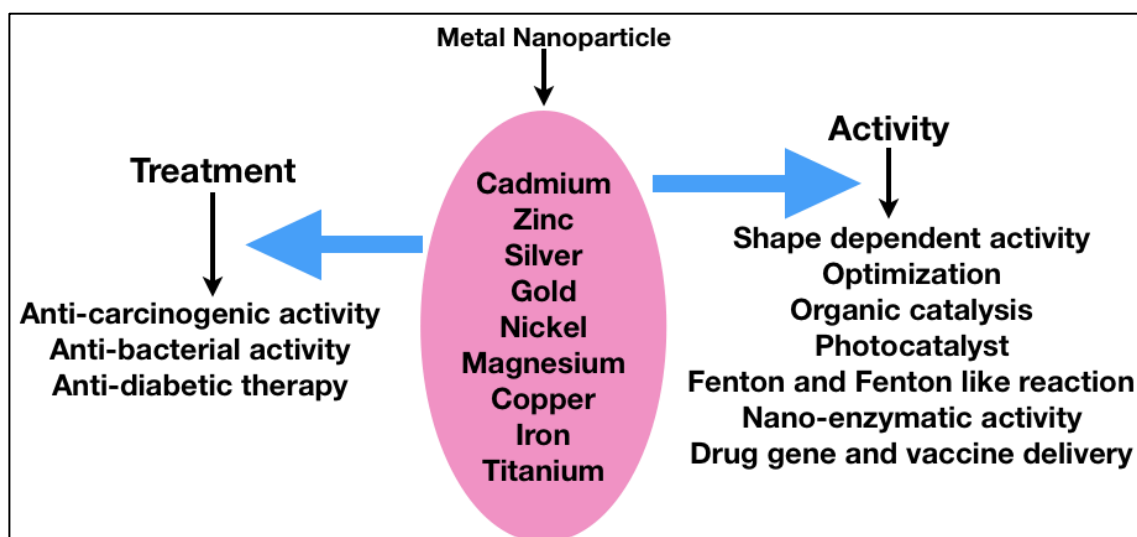 Metal Nanoparticle
Treatment
Anti-carcinogenic activity
Anti-bacterial activity
Anti-diabetic therapy
Cadmium
Zinc
Silver
Gold
Nickel
Magnesium
Copper
Iron
Titanium
Activity
Shape dependent activity
Optimization
Organic catalysis
Photocatalyst
Fenton and Fenton like reaction
Nano-enzymatic activity
Drug gene and vaccine delivery